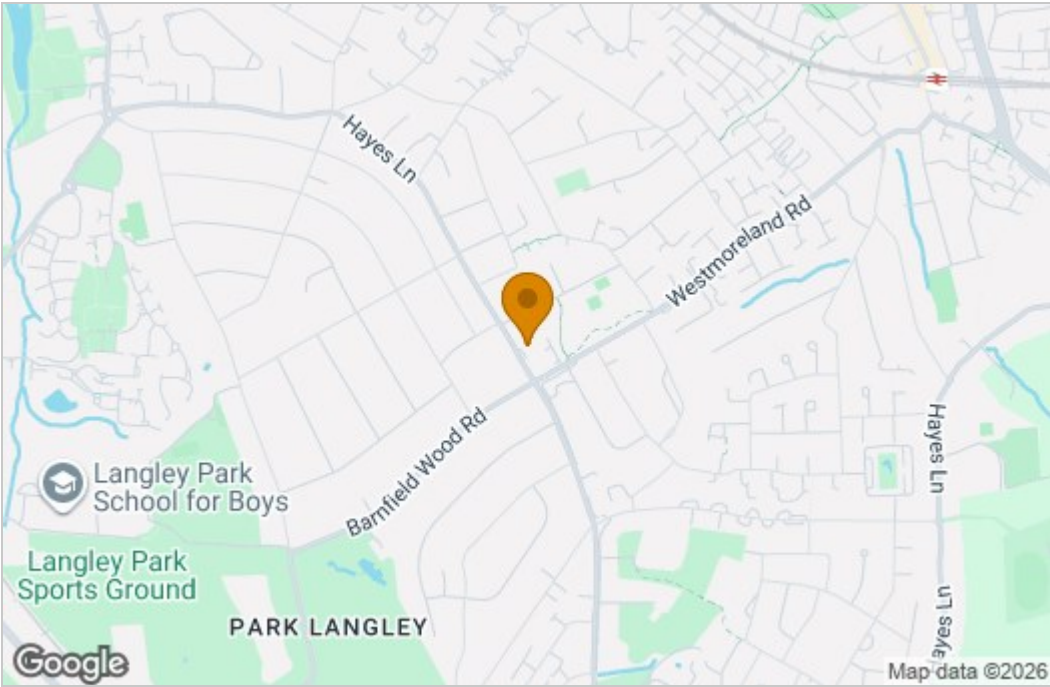 Hayes Ln
Westmoreland Rd
Hayes Ln
Barnfield Wood Rd
Langley Park
School for Boys
Langley Park
Sports Ground
Hayes Ln
PARK LANGLEY
Google
Map data ©2026